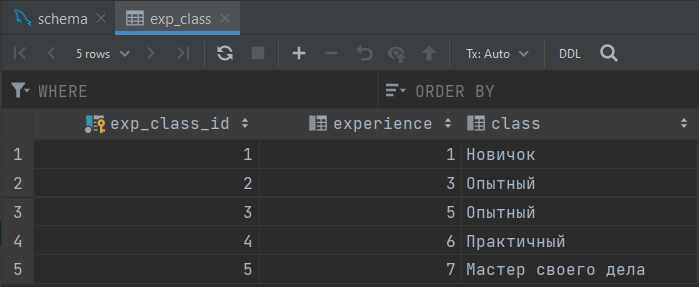 schema exp_class
5 rows Tx: Auto DDL
WHERE ORDER BY
exp_class_id experience class
1 1 1 Новичок
2 2 3 Опытный
3 3 5 Опытный
4 4 6 Практичный
5 5 7 Мастер своего дела